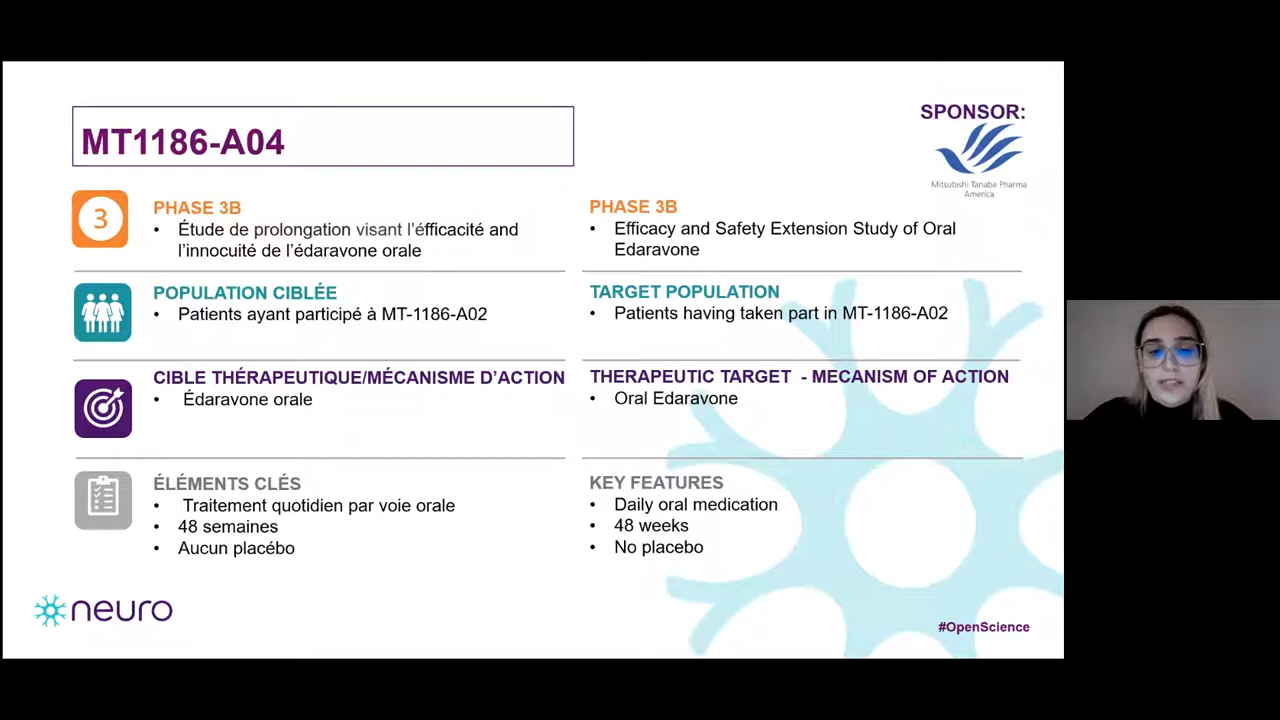 MT1186-A04
SPONSOR:
Mitsubishi Tanabe Pharma
America
3
PHASE 3B
• Étude de prolongation visant l’éfficacité and
l’innocuité de l’édaravone orale
POPULATION CIBLÉE
• Patients ayant participé à MT-1186-A02
CIBLE THÉRAPEUTIQUE/MÉCANISME D’ACTION
• Édaravone orale
ÉLÉMENTS CLÉS
• Traitement quotidien par voie orale
• 48 semaines
• Aucun placébo
PHASE 3B
• Efficacy and Safety Extension Study of Oral
Edaravone
TARGET POPULATION
• Patients having taken part in MT-1186-A02
THERAPEUTIC TARGET - MECANISM OF ACTION
• Oral Edaravone
KEY FEATURES
• Daily oral medication
• 48 weeks
• No placebo
neuro
#OpenScience